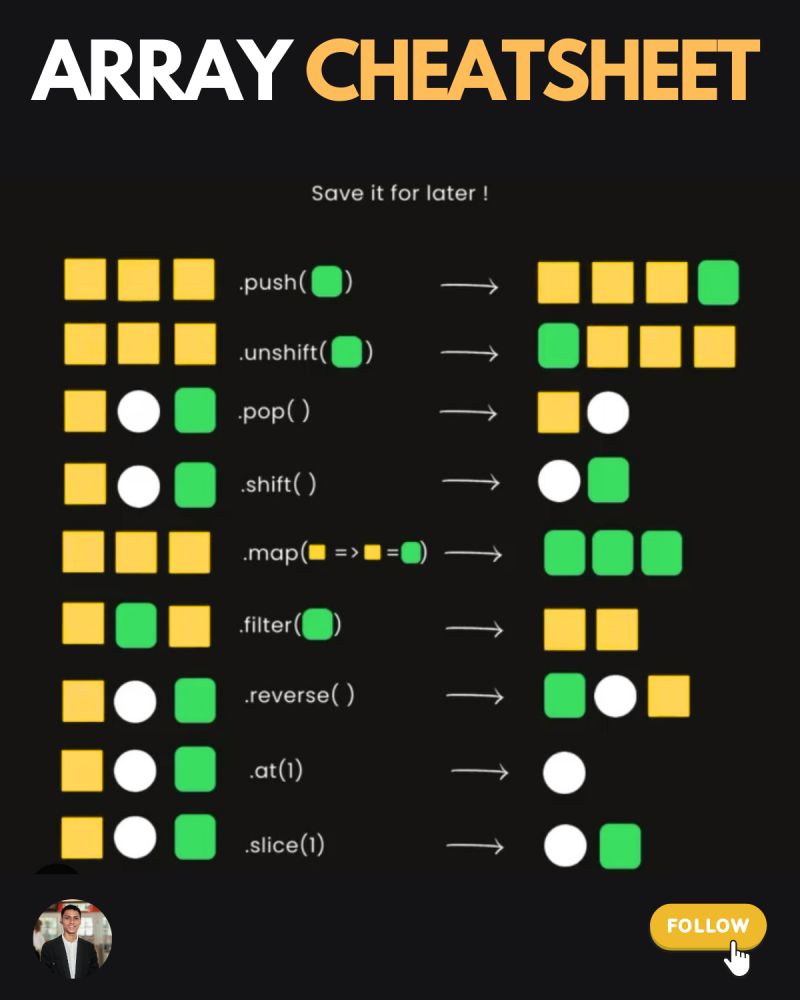 ARRAY CHEATSHEET
Save it for later !
.push( )
.unshift( )
.pop( )
.shift( )
.map( => = )
.filter( )
.reverse( )
.at(1)
.slice(1)
FOLLOW